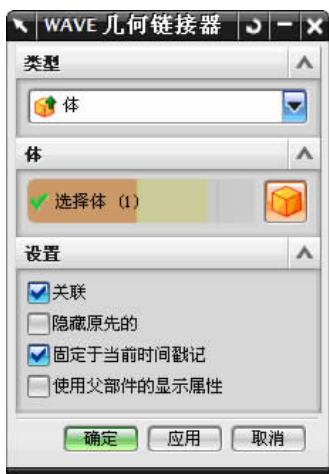 WAVE 几何链接器
类型
体
体
选择体 (1)
设置
关联
隐藏原先的
固定于当前时间戳记
使用父部件的显示属性
确定 应用 取消